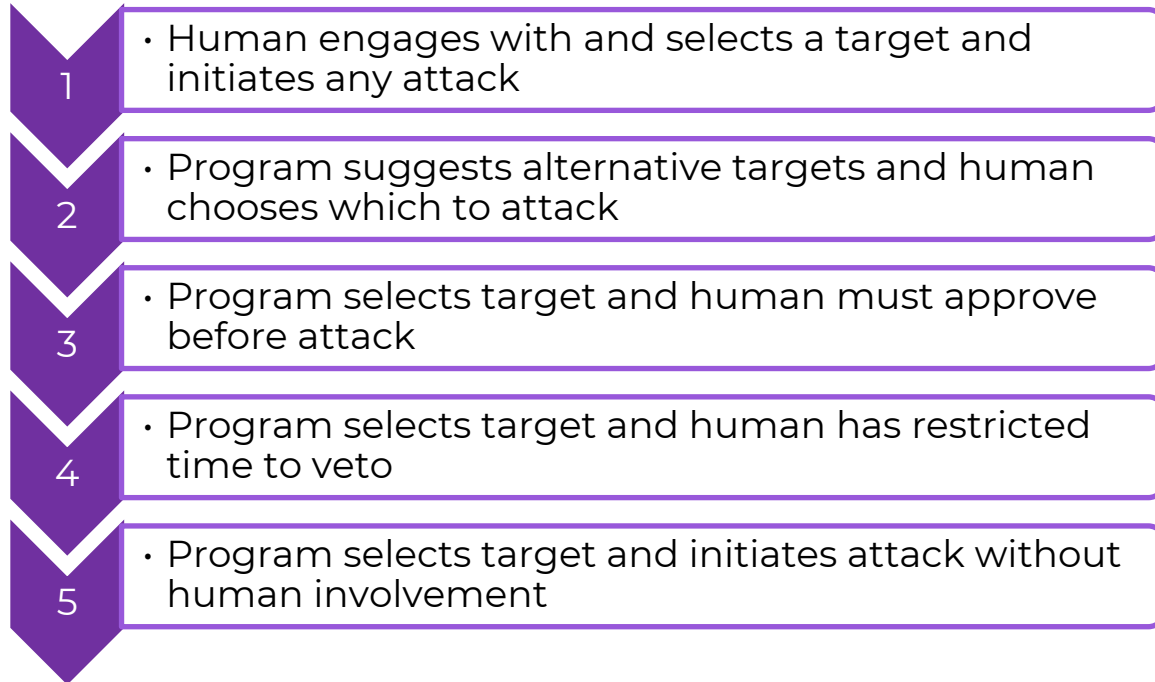 1
• Human engages with and selects a target and
initiates any attack
2
• Program suggests alternative targets and human
chooses which to attack
3
• Program selects target and human must approve
before attack
4
• Program selects target and human has restricted
time to veto
5
• Program selects target and initiates attack without
human involvement